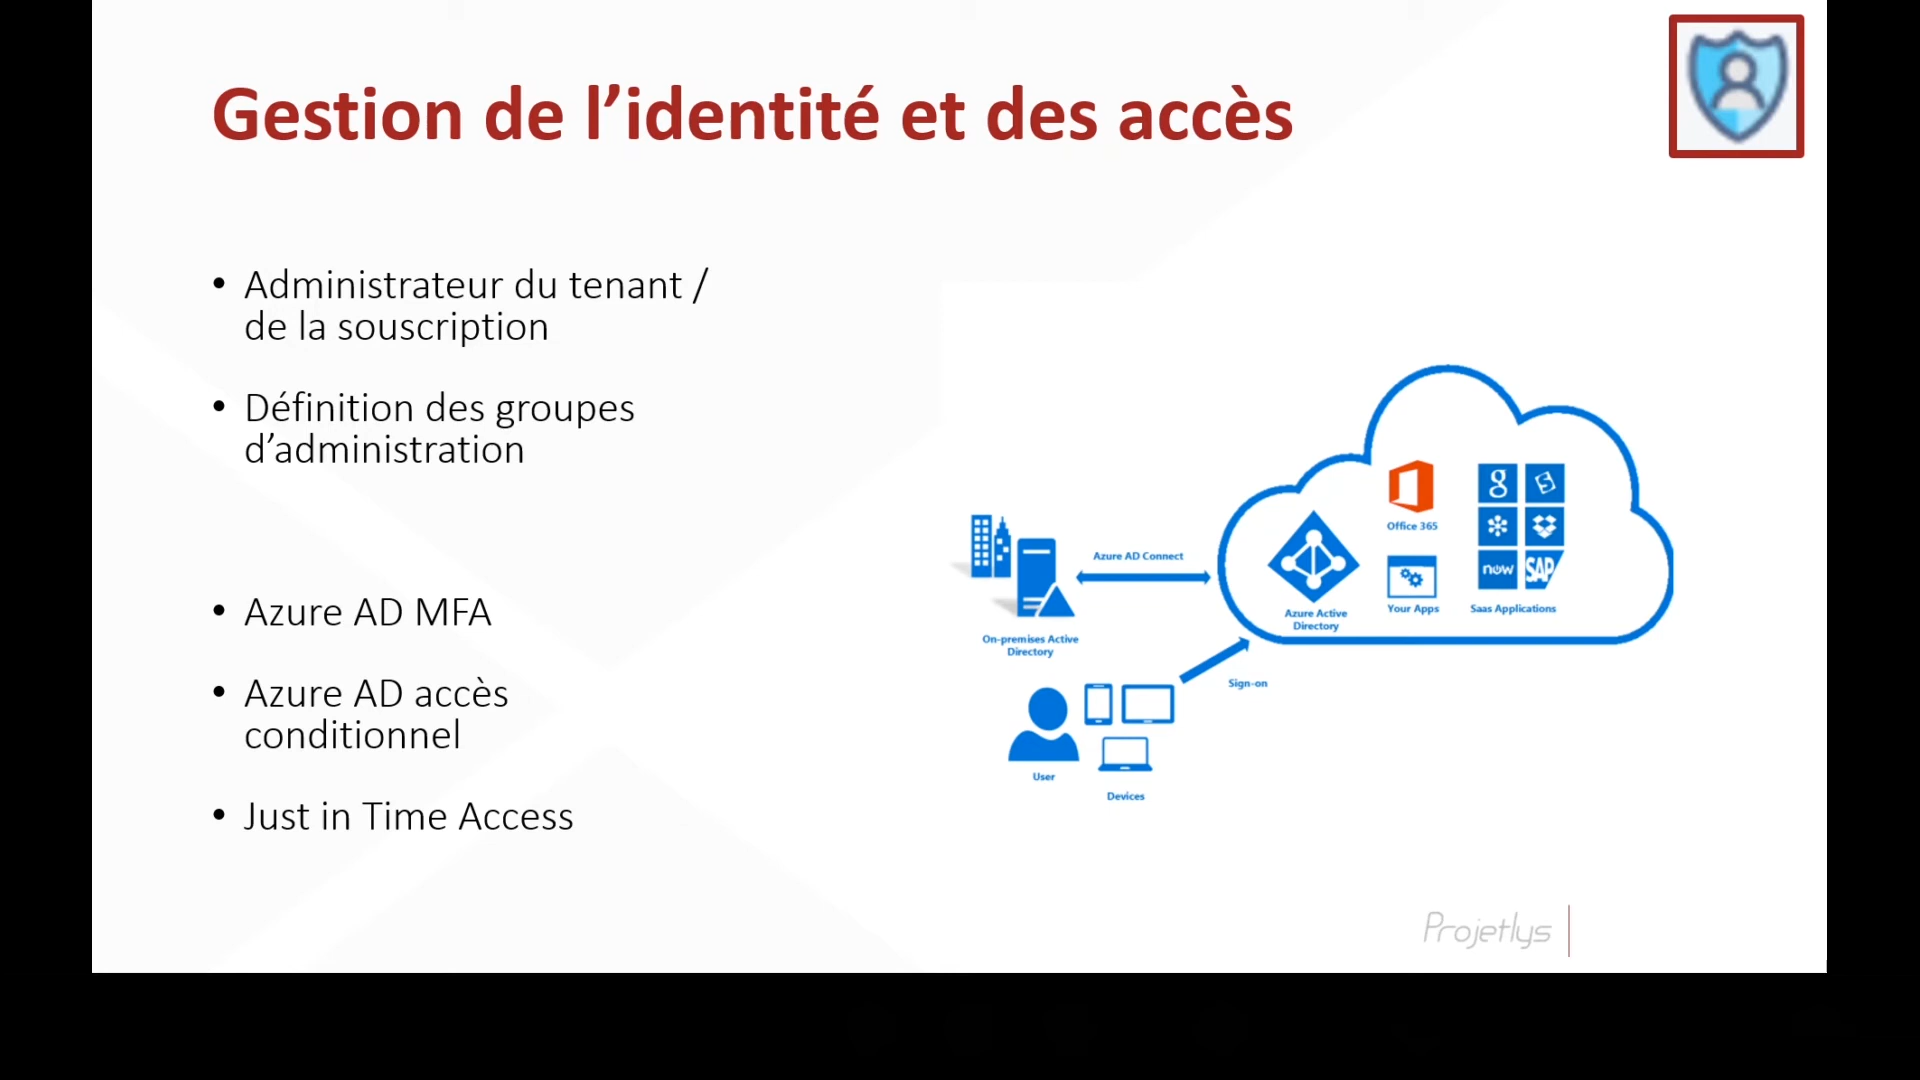 Gestion de l’identité et des accès
• Administrateur du tenant /
de la souscription
• Définition des groupes
d’administration
• Azure AD MFA
• Azure AD accès
conditionnel
• Just in Time Access
Office 365
g
now
SAP
Azure AD Connect
Azure Active
Directory
Your Apps
Saas Applications
On-premises Active
Directory
Sign-on
User
Devices
Projetlys